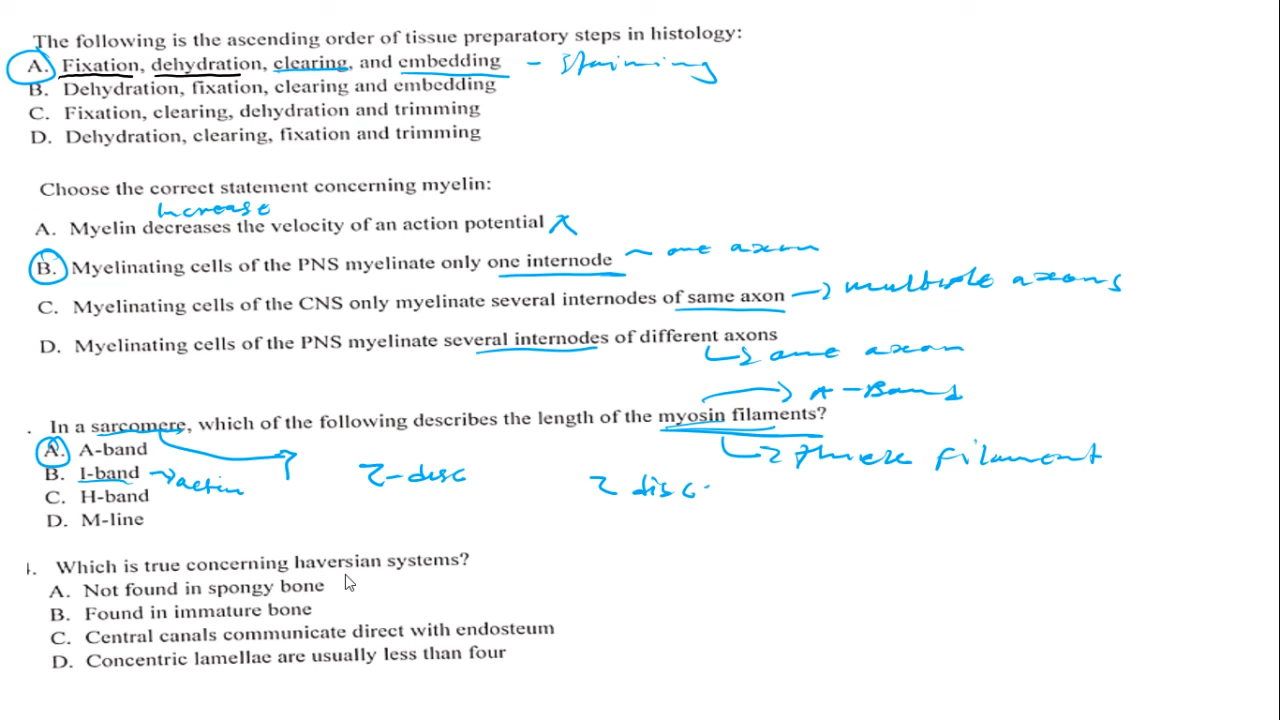 The following is the ascending order of tissue preparatory steps in histology:
A. Fixation, dehydration, clearing, and embedding - staining
B. Dehydration, fixation, clearing and embedding
C. Fixation, clearing, dehydration and trimming
D. Dehydration, clearing, fixation and trimming
Choose the correct statement concerning myelin:
Increase
A. Myelin decreases the velocity of an action potential X
B. Myelinating cells of the PNS myelinate only one internode ~ one axon
C. Myelinating cells of the CNS only myelinate several internodes of same axon → multiple axons
D. Myelinating cells of the PNS myelinate several internodes of different axons
one axon
→ A-Band
. In a sarcomere, which of the following describes the length of the myosin filaments?
A. A-band
thick filament
B. I-band → actin
Z-disc
Z disc
C. H-band
D. M-line
. Which is true concerning haversian systems?
A. Not found in spongy bone
B. Found in immature bone
C. Central canals communicate direct with endosteum
D. Concentric lamellae are usually less than four